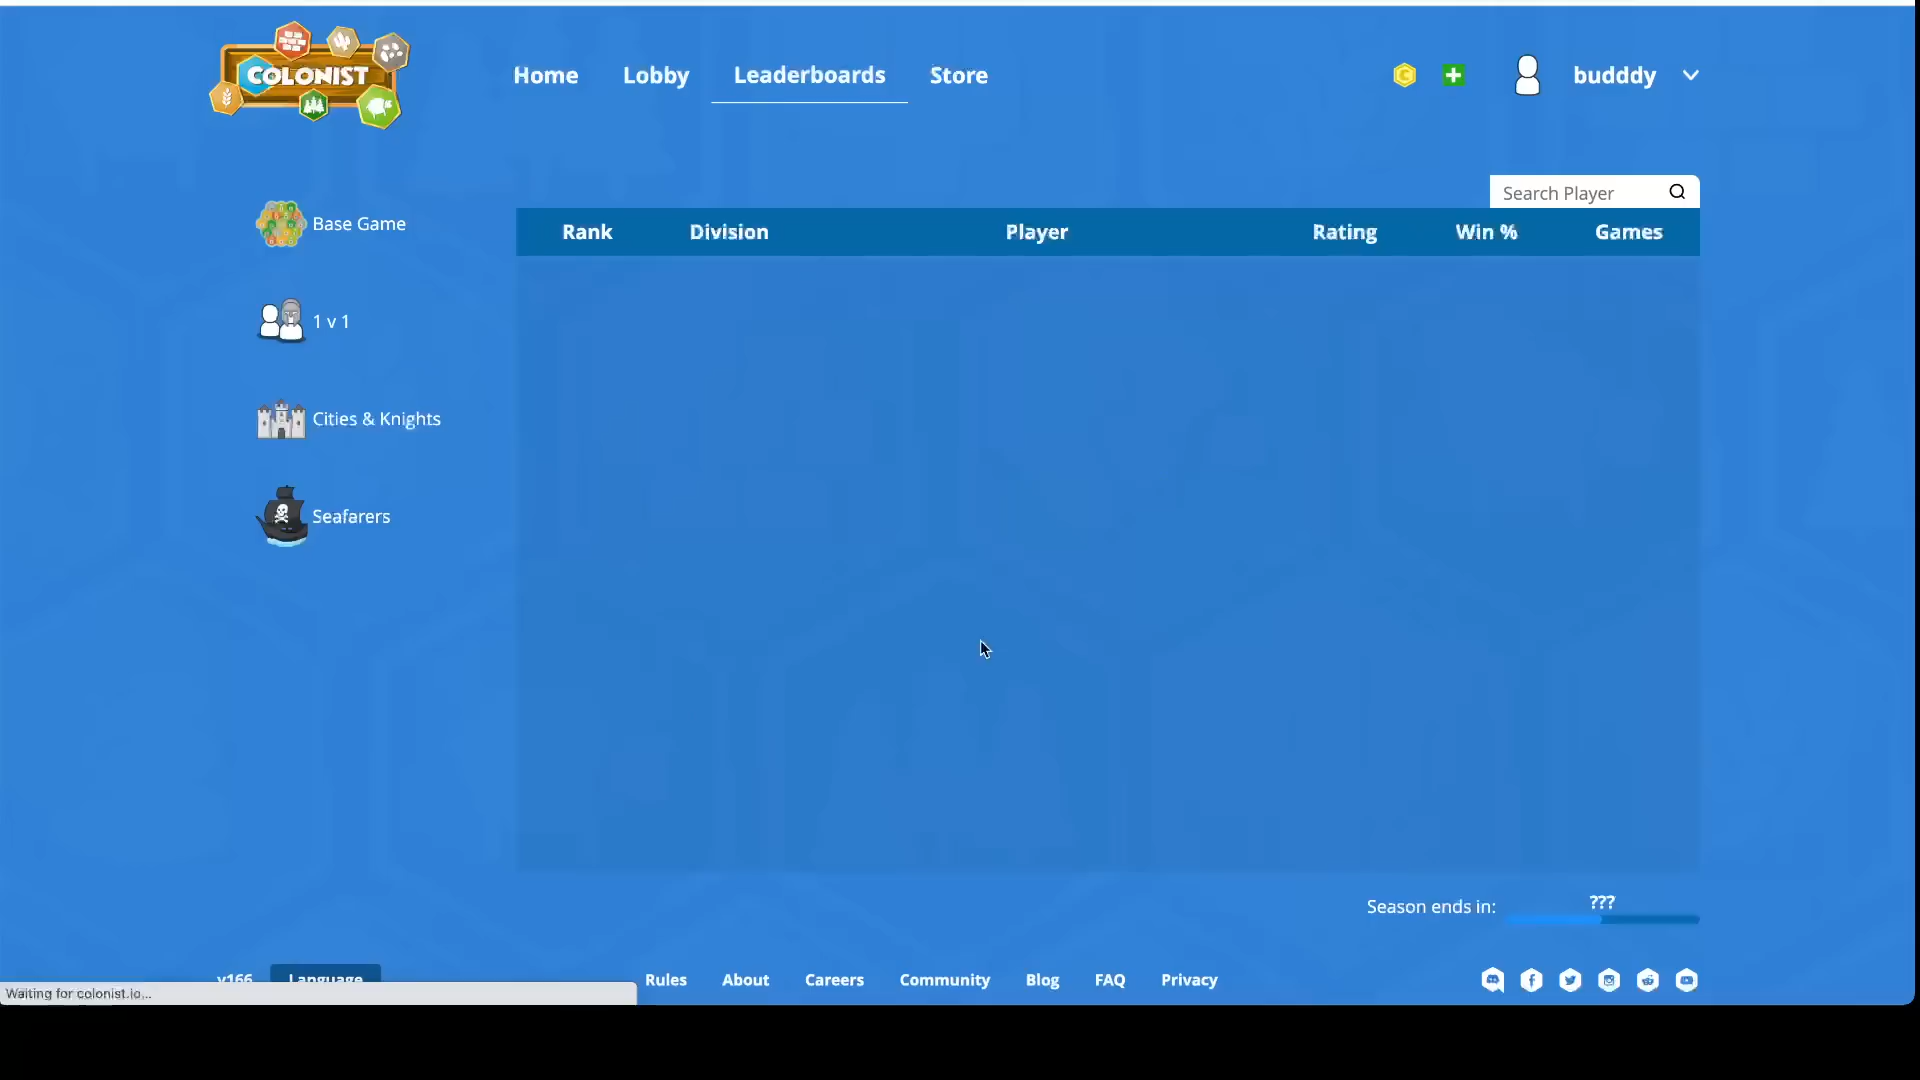 COLONIST
Home Lobby Leaderboards Store
budddy
Search Player
Rank Division Player Rating Win % Games
Base Game
1 v 1
Cities & Knights
Seafarers
Season ends in: ???
v166 Language Rules About Careers Community Blog FAQ Privacy
Waiting for colonist.io...